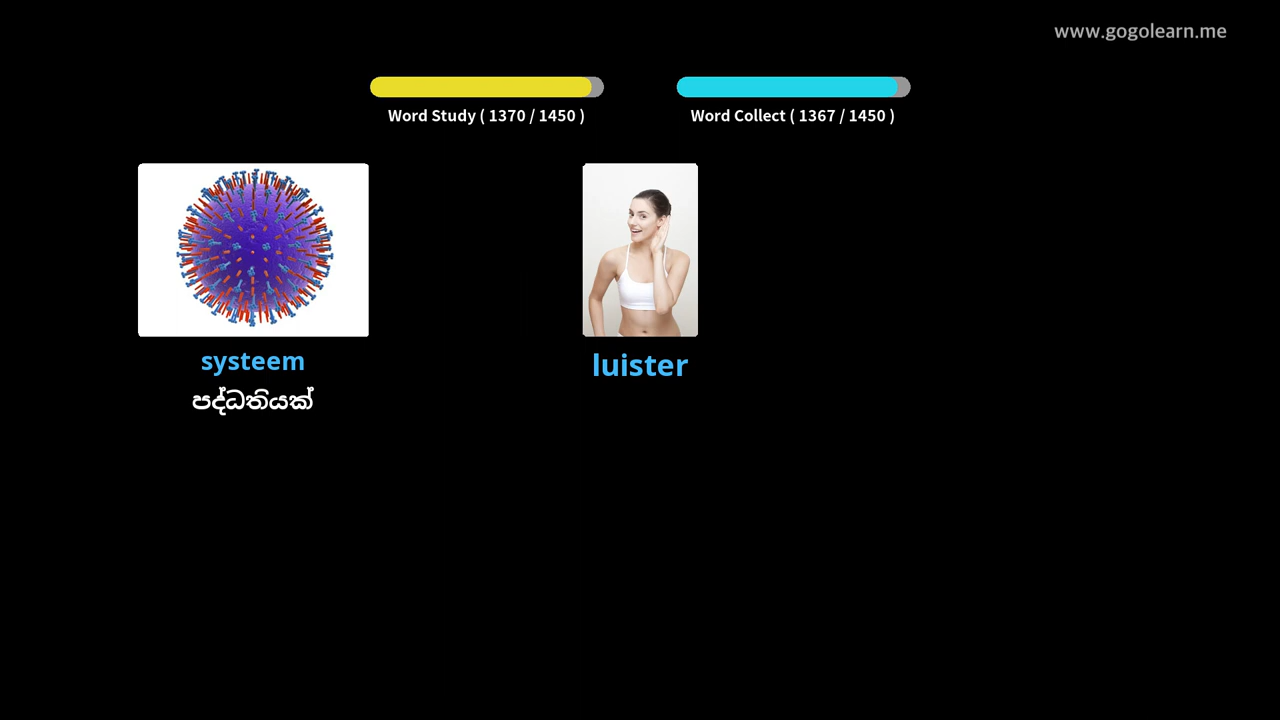 www.gogolearn.me
Word Study ( 1370 / 1450 )
Word Collect ( 1367 / 1450 )
systeem
පද්ධතියක්
luister